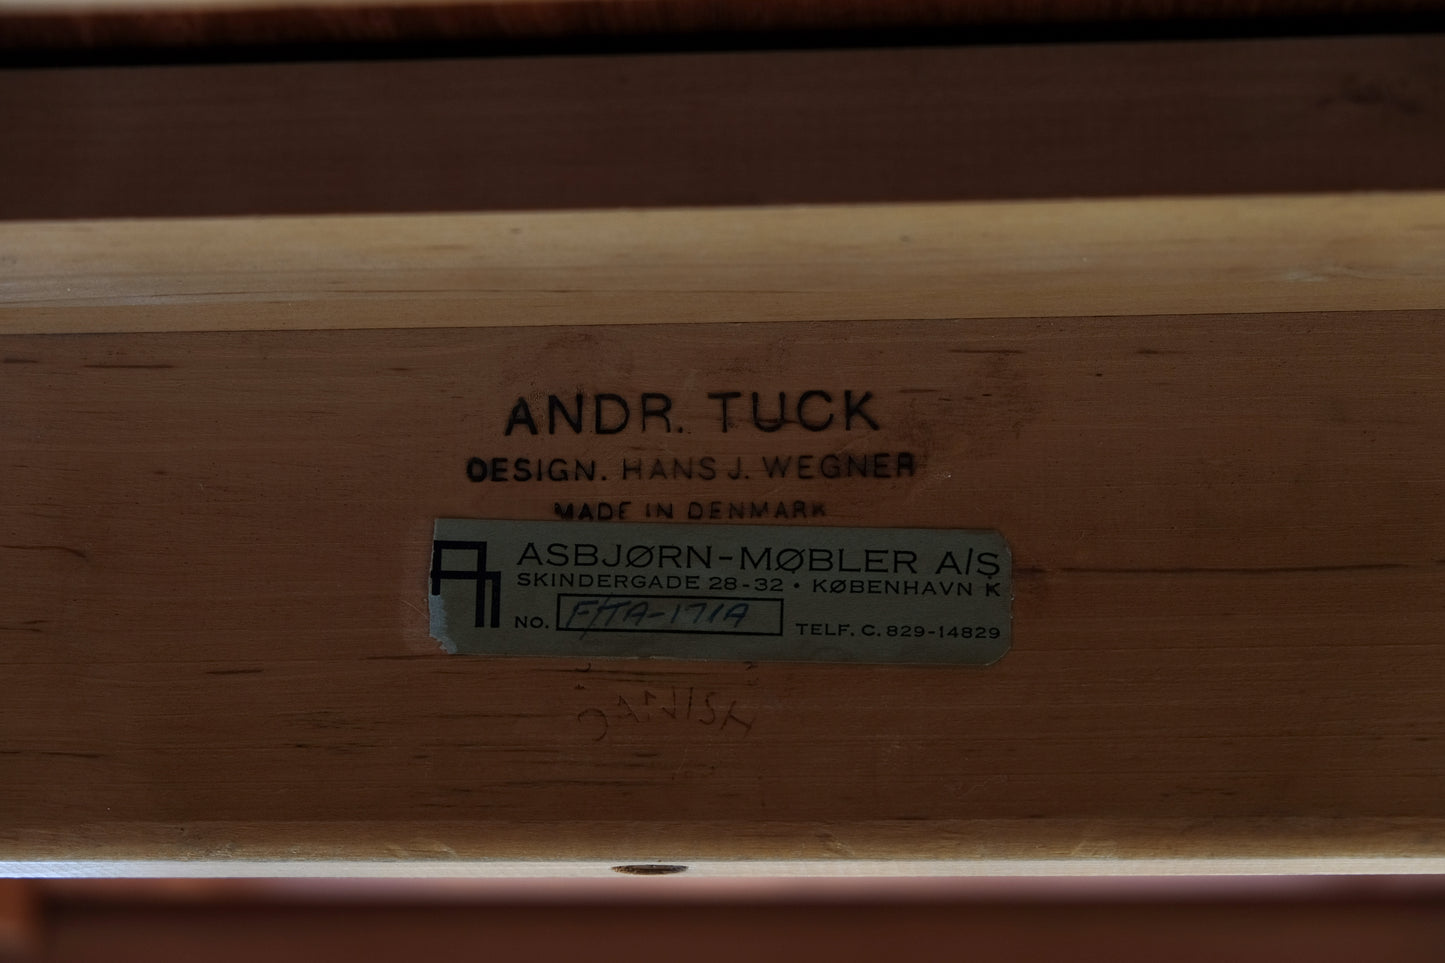 ANDR. TUCK
DESIGN. HANS J. WEGNER
MADE IN DENMARK
ASBJØRN-MØBLER A/S
SKINDERGADE 28-32 • KØBENHAVN K
NO. F/TA-171A
TELF. C. 829-14829